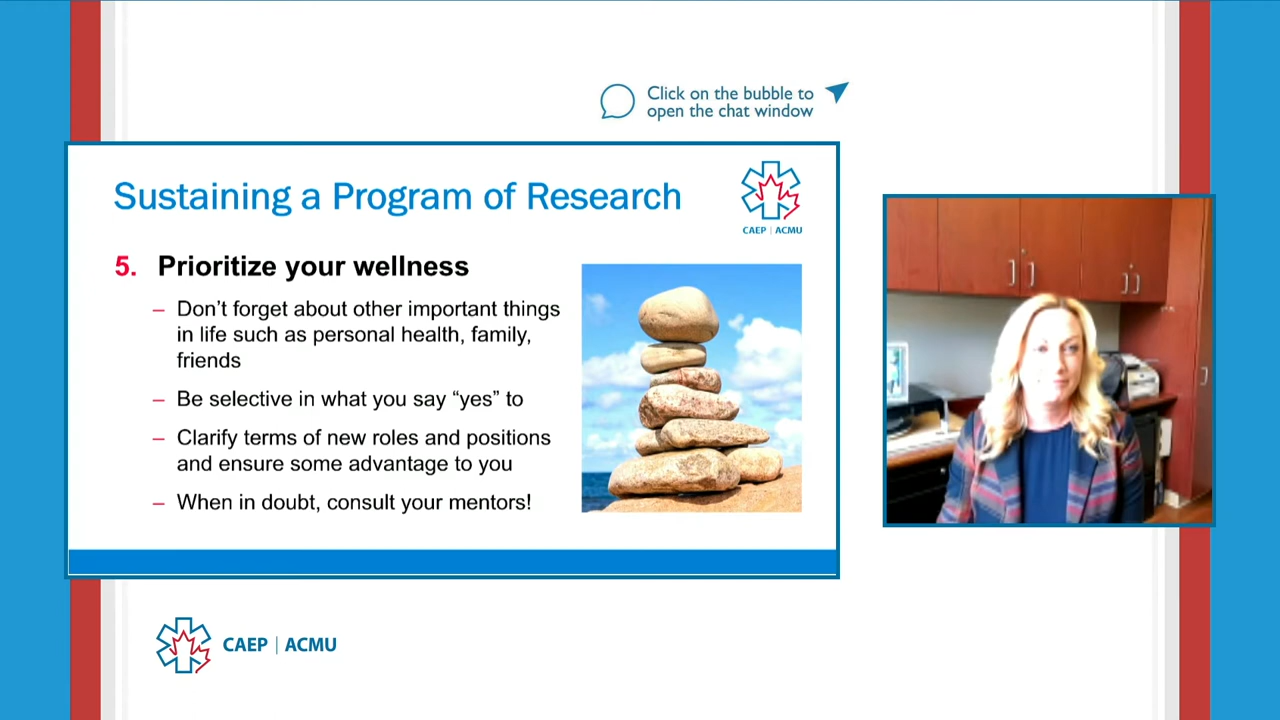 Click on the bubble to
open the chat window
Sustaining a Program of Research
CAEP | ACMU
5. Prioritize your wellness
– Don’t forget about other important things
in life such as personal health, family,
friends
– Be selective in what you say “yes” to
– Clarify terms of new roles and positions
and ensure some advantage to you
– When in doubt, consult your mentors!
CAEP | ACMU